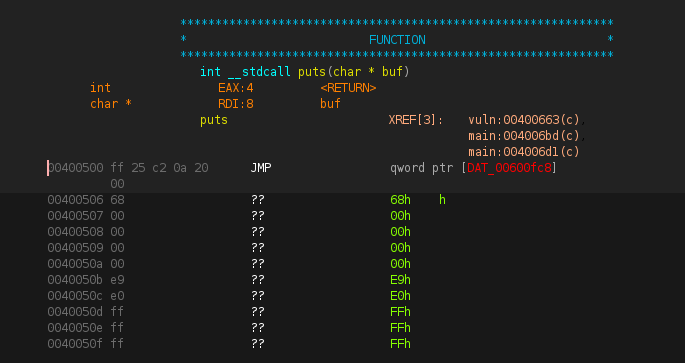 **************************************************************
* FUNCTION *
**************************************************************
int __stdcall puts(char * buf)
int EAX:4 <RETURN>
char * RDI:8 buf
puts XREF[3]: vuln:00400663(c),
main:004006bd(c),
main:004006d1(c)
00400500 ff 25 c2 0a 20 JMP qword ptr [DAT_00600fc8]
00
00400506 68 ?? 68h h
00400507 00 ?? 00h
00400508 00 ?? 00h
00400509 00 ?? 00h
0040050a 00 ?? 00h
0040050b e9 ?? E9h
0040050c e0 ?? E0h
0040050d ff ?? FFh
0040050e ff ?? FFh
0040050f ff ?? FFh